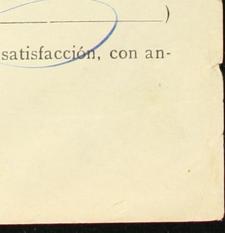 )
satisfacción, con an-